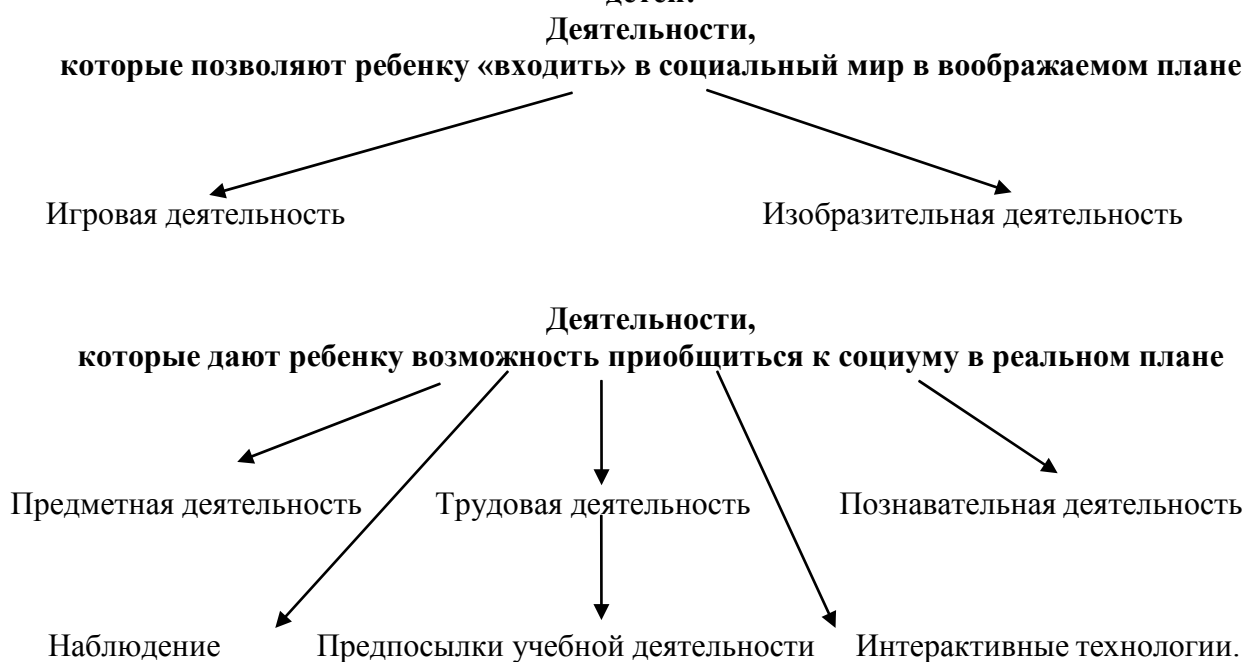 детей.
Деятельности,
которые позволяют ребенку «входить» в социальный мир в воображаемом плане
Игровая деятельность Изобразительная деятельность
Деятельности,
которые дают ребенку возможность приобщиться к социуму в реальном плане
Предметная деятельность Трудовая деятельность Познавательная деятельность
Наблюдение Предпосылки учебной деятельности Интерактивные технологии.